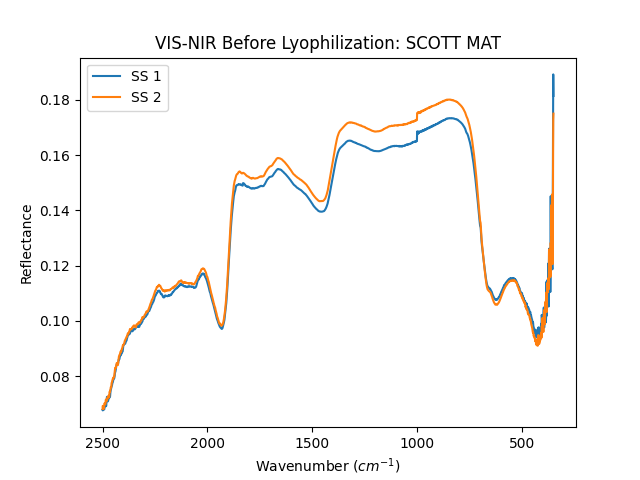 VIS-NIR Before Lyophilization: SCOTT MAT
SS 1
SS 2
0.18
0.16
0.14
0.12
0.10
0.08
Reflectance
2500 2000 1500 1000 500
Wavenumber (cm⁻¹)